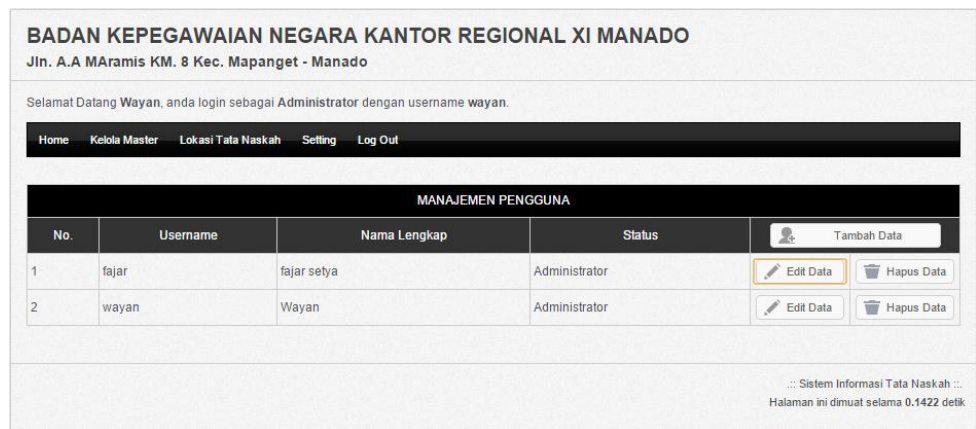 BADAN KEPEGAWAIAN NEGARA KANTOR REGIONAL XI MANADO
Jln. A.A MAramis KM. 8 Kec. Mapanget - Manado
Selamat Datang Wayan, anda login sebagai Administrator dengan username wayan.
Home Kelola Master Lokasi Tata Naskah Setting Log Out
MANAJEMEN PENGGUNA
No. Username Nama Lengkap Status Tambah Data
1 fajar fajar setya Administrator Edit Data Hapus Data
2 wayan Wayan Administrator Edit Data Hapus Data
.:: Sistem Informasi Tata Naskah ::.
Halaman ini dimuat selama 0.1422 detik